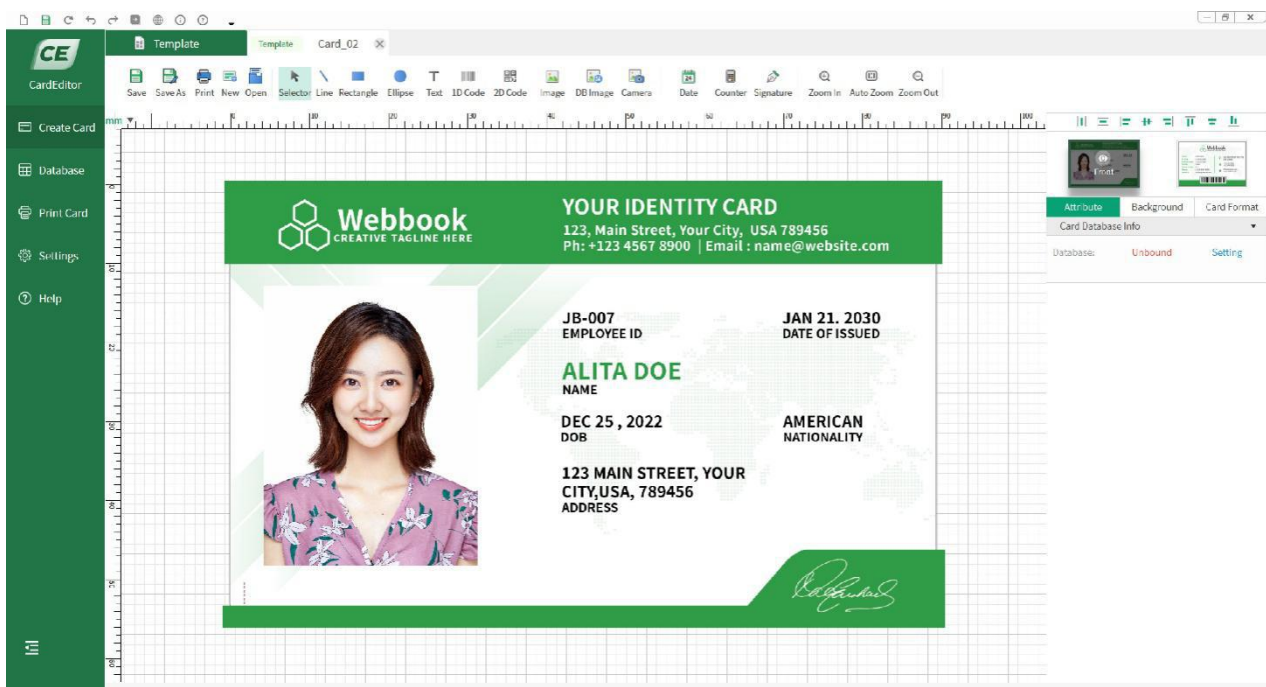 Template
Template
Card_02
CE
CardEditor
Save
Save As
Print
New
Open
Selector
Line
Rectangle
Ellipse
Text
1D Code
2D Code
Image
DB Image
Camera
Date
Counter
Signature
Zoom In
Auto Zoom
Zoom Out
Create Card
Database
Print Card
Settings
Help
mm
Webbook
CREATIVE TAGLINE HERE
YOUR IDENTITY CARD
123, Main Street, Your City, USA 789456
Ph: +123 4567 8900 | Email : name@website.com
JB-007
EMPLOYEE ID
JAN 21. 2030
DATE OF ISSUED
ALITA DOE
NAME
DEC 25 , 2022
DOB
AMERICAN
NATIONALITY
123 MAIN STREET, YOUR
CITY,USA, 789456
ADDRESS
Front
Webbook
Attribute
Background
Card Format
Card Database Info
Database:
Unbound
Setting